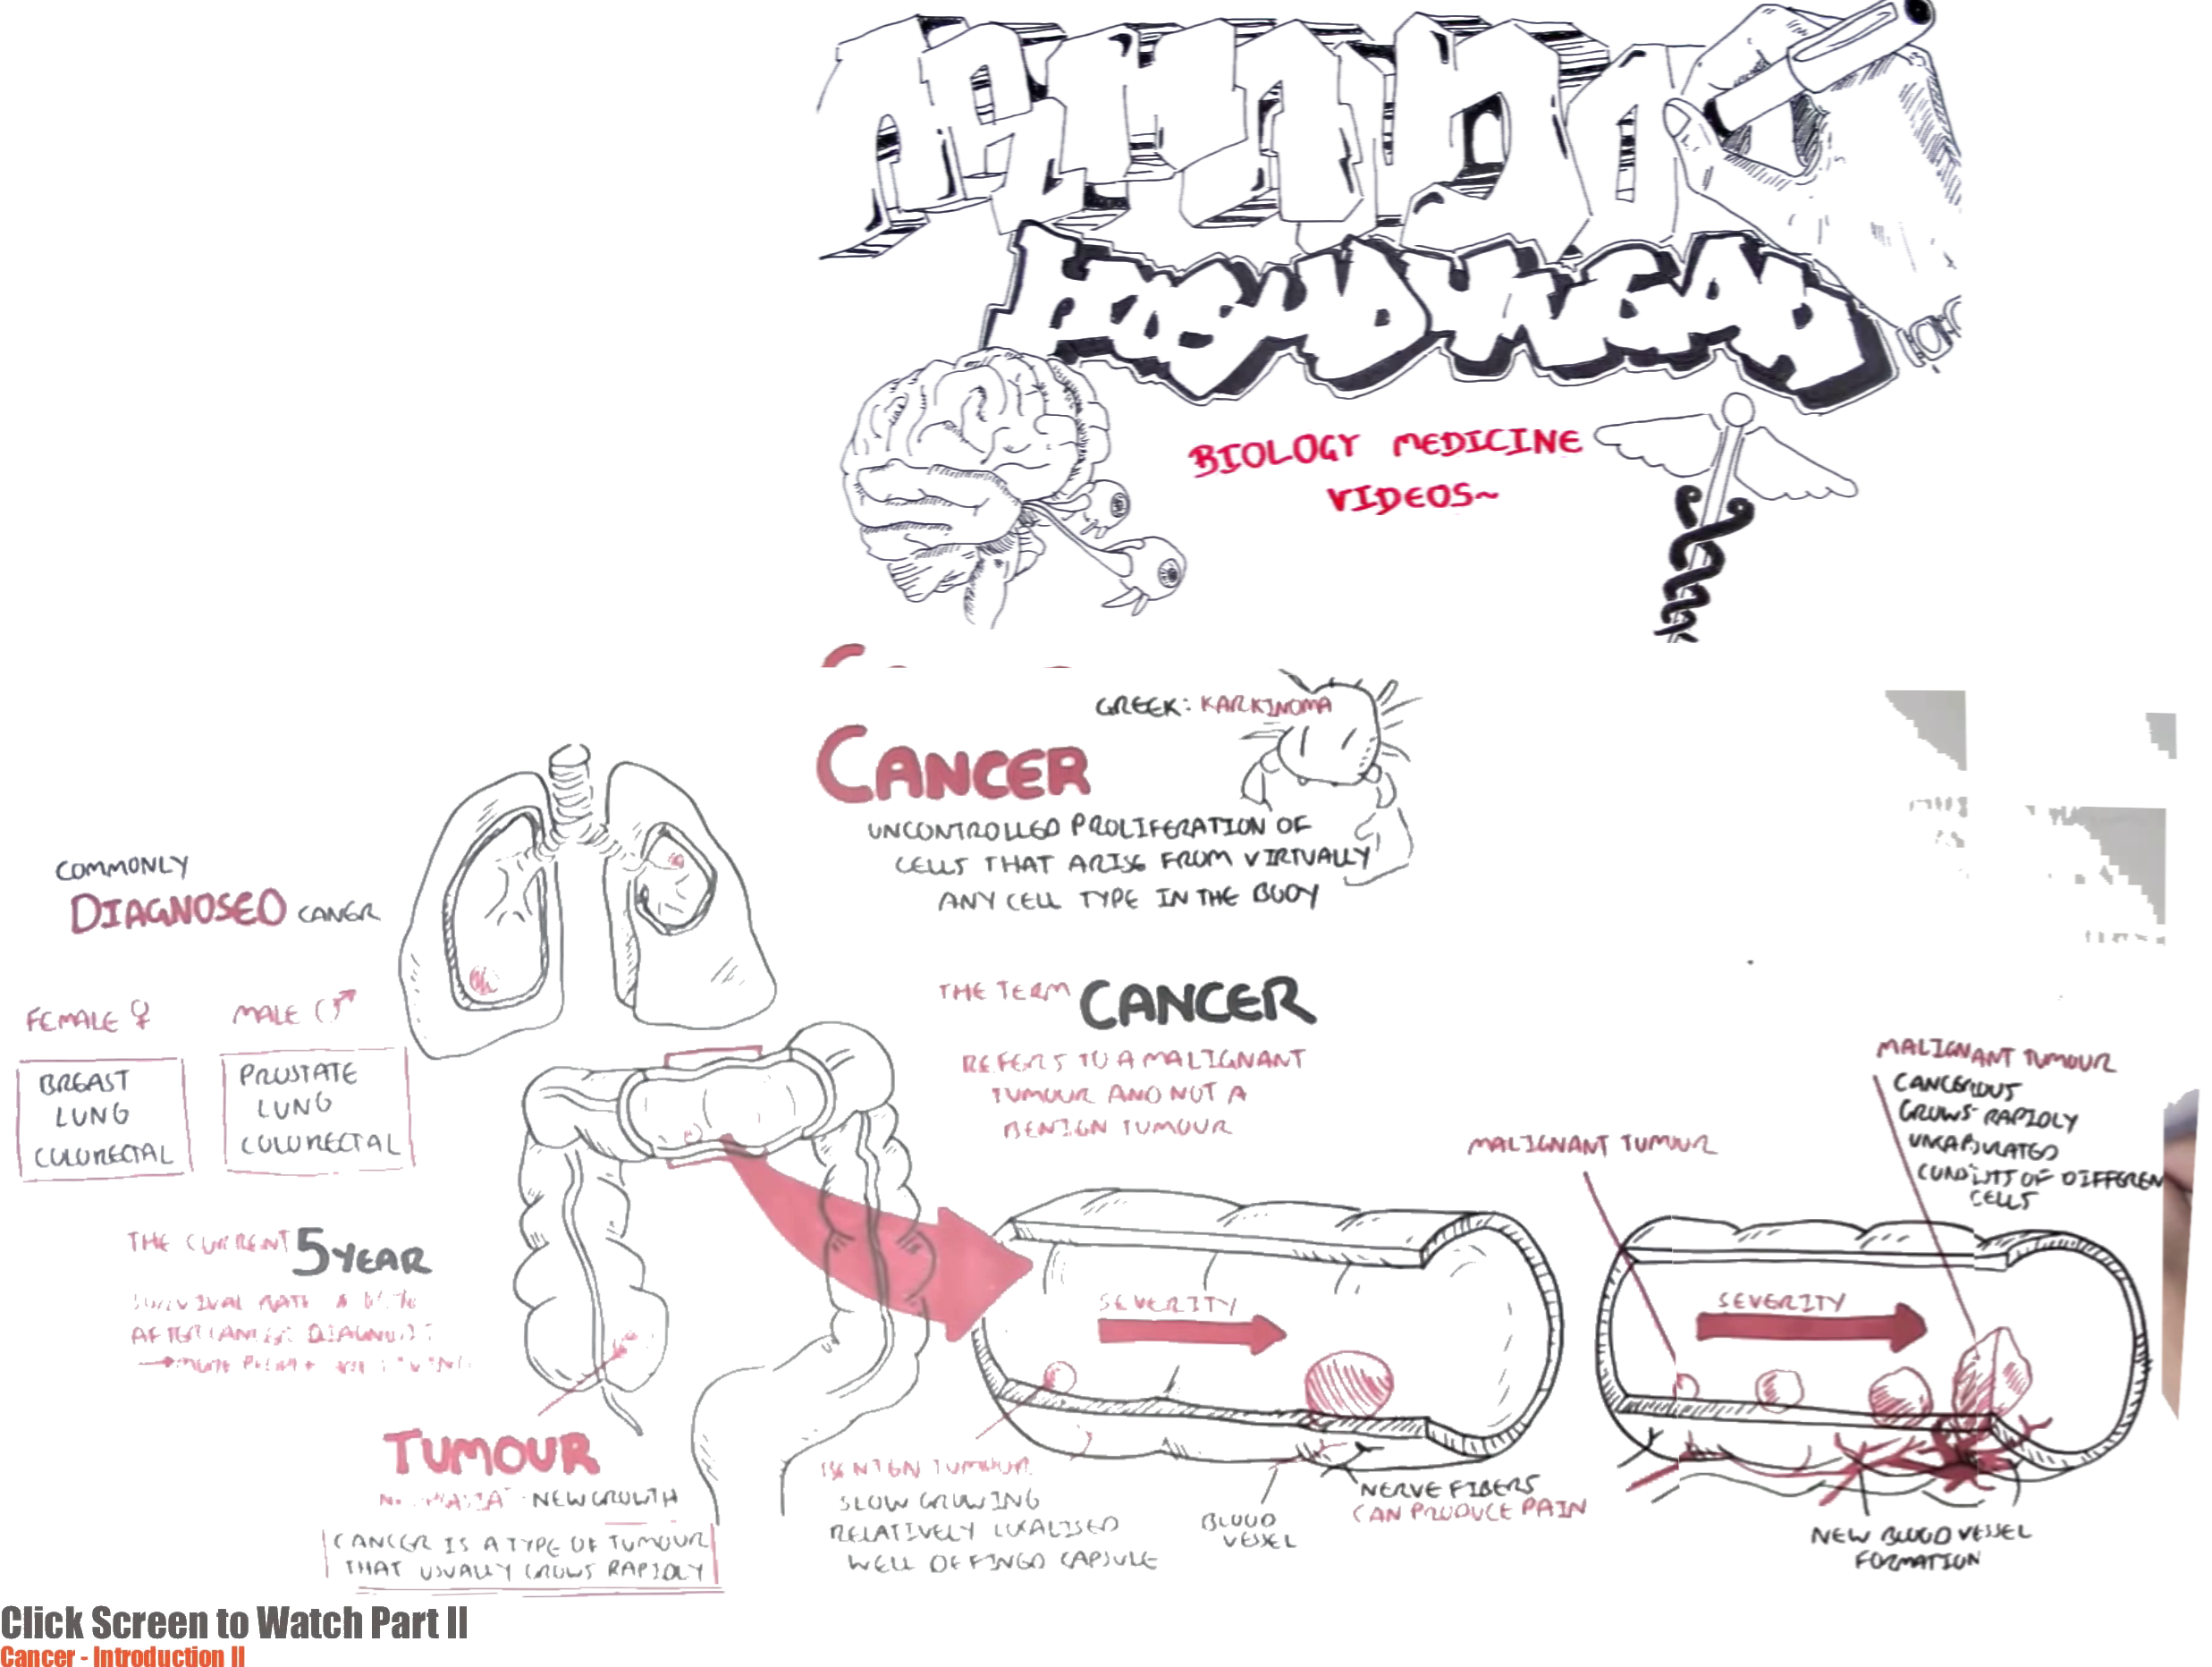 ARMANDO
HASUDUNGAN
BIOLOGY MEDICINE
VIDEOS~
GREEK: KARKINOMA
CANCER
UNCONTROLLED PROLIFERATION OF
CELLS THAT ARISE FROM VIRTUALLY
ANY CELL TYPE IN THE BODY
COMMONLY
DIAGNOSED CANCER
FEMALE ♀
BREAST
LUNG
COLORECTAL
MALE ♂
PROSTATE
LUNG
COLORECTAL
THE CURRENT 5 YEAR
SURVIVAL RATE
AFTER CANCER DIAGNOSIS
→ MORE PEOPLE
TUMOUR
NEW GROWTH
CANCER IS A TYPE OF TUMOUR
THAT USUALLY GROWS RAPIDLY
THE TERM CANCER
REFERS TO A MALIGNANT
TUMOUR AND NOT A
BENIGN TUMOUR
SEVERITY
BENIGN TUMOUR
SLOW GROWING
RELATIVELY LOCALISED
WELL DEFINED CAPSULE
BLOOD
VESSEL
NERVE FIBERS
CAN PRODUCE PAIN
MALIGNANT TUMOUR
MALIGNANT TUMOUR
CANCEROUS
GROWS RAPIDLY
UNCAPSULATED
CONSISTS OF DIFFEREN
CELLS
SEVERITY
NEW BLOOD VESSEL
FORMATION
Click Screen to Watch Part II
Cancer - Introduction II